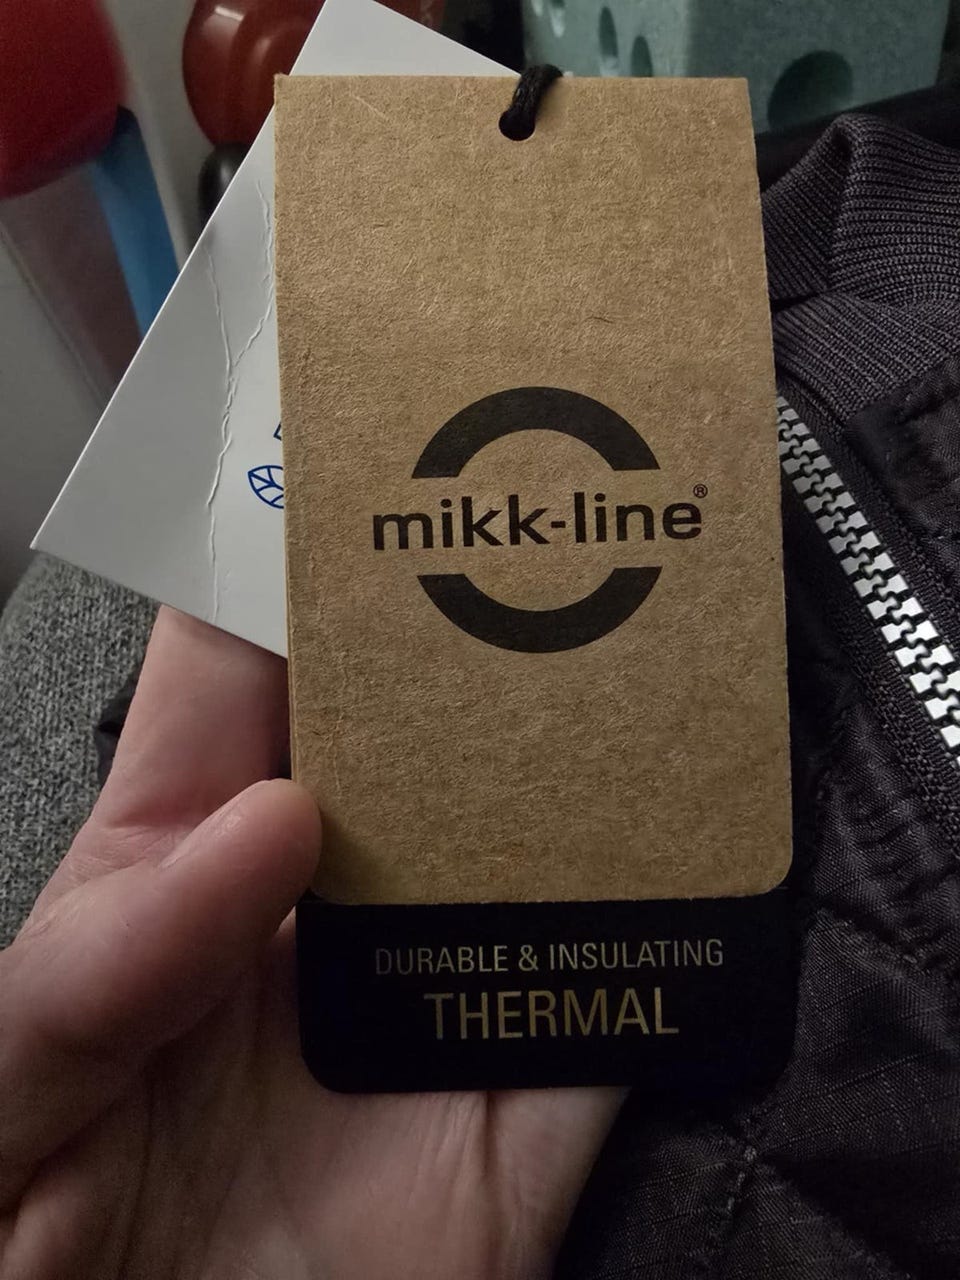 mikk-line®
DURABLE & INSULATING
THERMAL